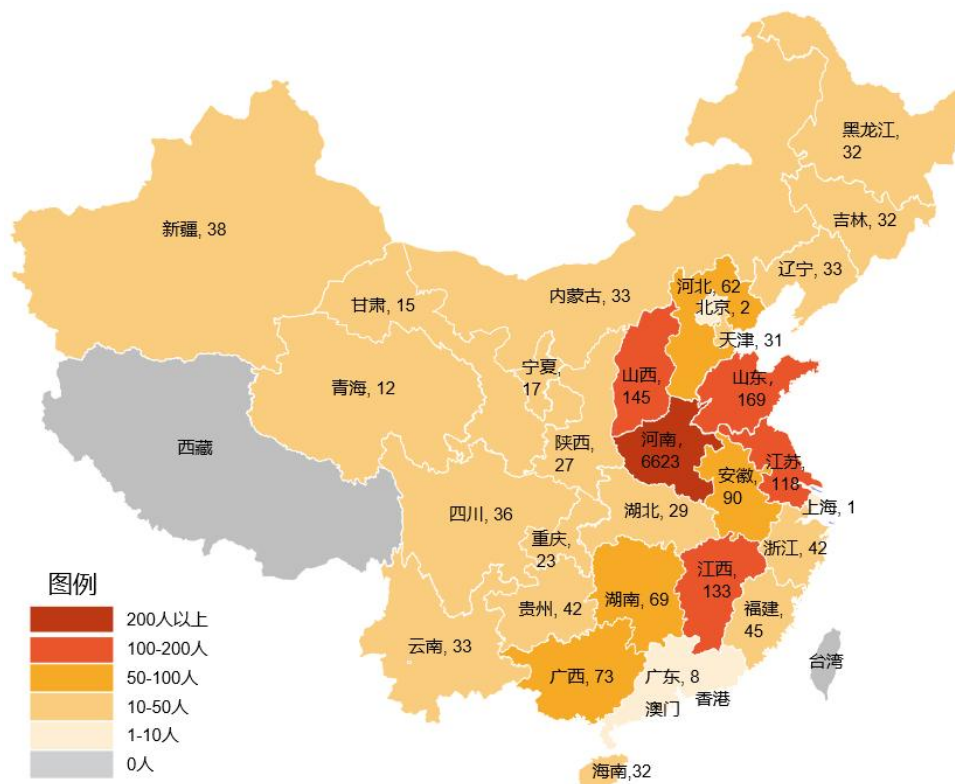 黑龙江,
32
吉林, 32
辽宁, 33
新疆, 38
内蒙古, 33
河北, 62
北京, 2
天津, 31
甘肃, 15
宁夏,
17
青海, 12
山西,
145
山东,
169
陕西,
27
河南,
6623
江苏,
118
安徽,
90
上海, 1
西藏
四川, 36
重庆,
23
湖北, 29
浙江, 42
江西,
133
湖南, 69
贵州, 42
福建,
45
云南, 33
广西, 73
广东, 8
香港
澳门
台湾
海南,32
图例
200人以上
100-200人
50-100人
10-50人
1-10人
0人